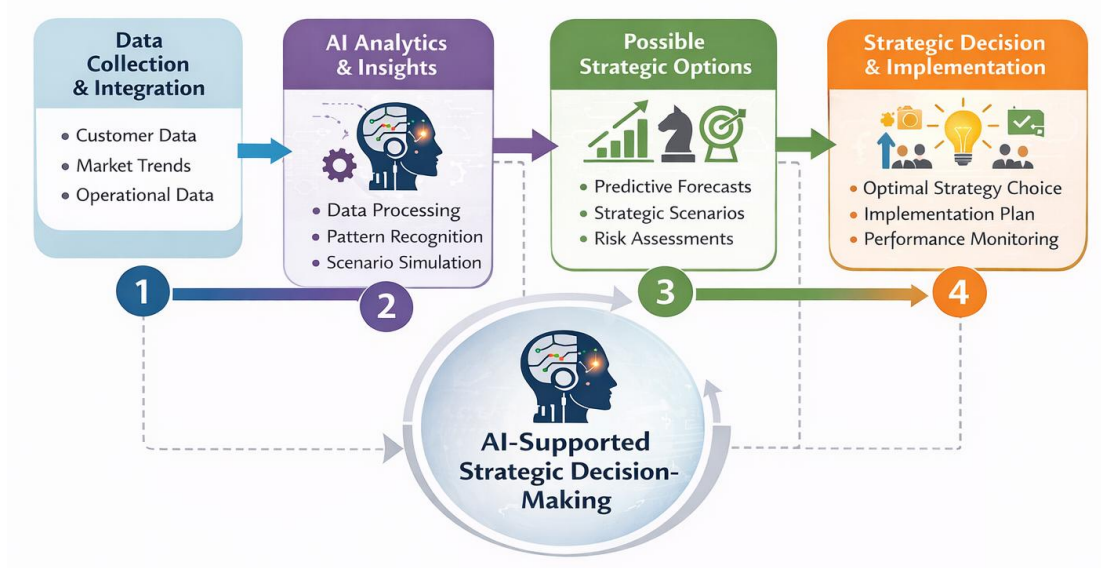 Data
Collection
& Integration
• Customer Data
• Market Trends
• Operational Data
AI Analytics
& Insights
• Data Processing
• Pattern Recognition
• Scenario Simulation
Possible
Strategic Options
• Predictive Forecasts
• Strategic Scenarios
• Risk Assessments
Strategic Decision
& Implementation
• Optimal Strategy Choice
• Implementation Plan
• Performance Monitoring
1
2
3
4
AI-Supported
Strategic Decision-
Making